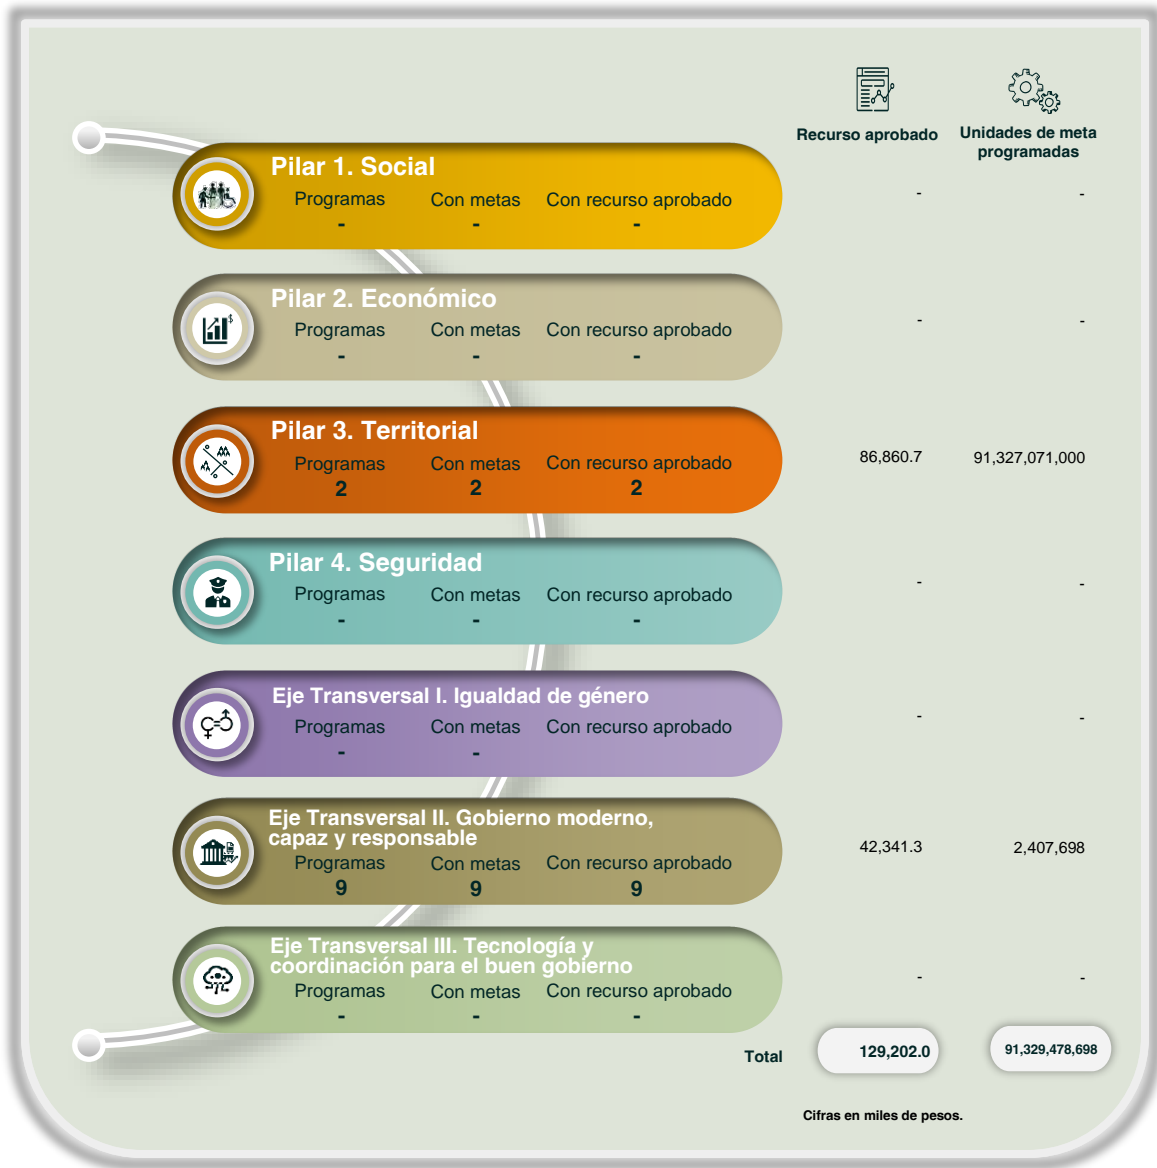 Recurso aprobado
Unidades de meta
programadas
Pilar 1. Social
Programas Con metas Con recurso aprobado
- - -
- -
Pilar 2. Económico
Programas Con metas Con recurso aprobado
- - -
- -
Pilar 3. Territorial
Programas Con metas Con recurso aprobado
2 2 2
86,860.7 91,327,071,000
Pilar 4. Seguridad
Programas Con metas Con recurso aprobado
- - -
- -
Eje Transversal I. Igualdad de género
Programas Con metas Con recurso aprobado
- -
- -
Eje Transversal II. Gobierno moderno,
capaz y responsable
Programas Con metas Con recurso aprobado
9 9 9
42,341.3 2,407,698
Eje Transversal III. Tecnología y
coordinación para el buen gobierno
Programas Con metas Con recurso aprobado
- - -
- -
Total 129,202.0 91,329,478,698
Cifras en miles de pesos.